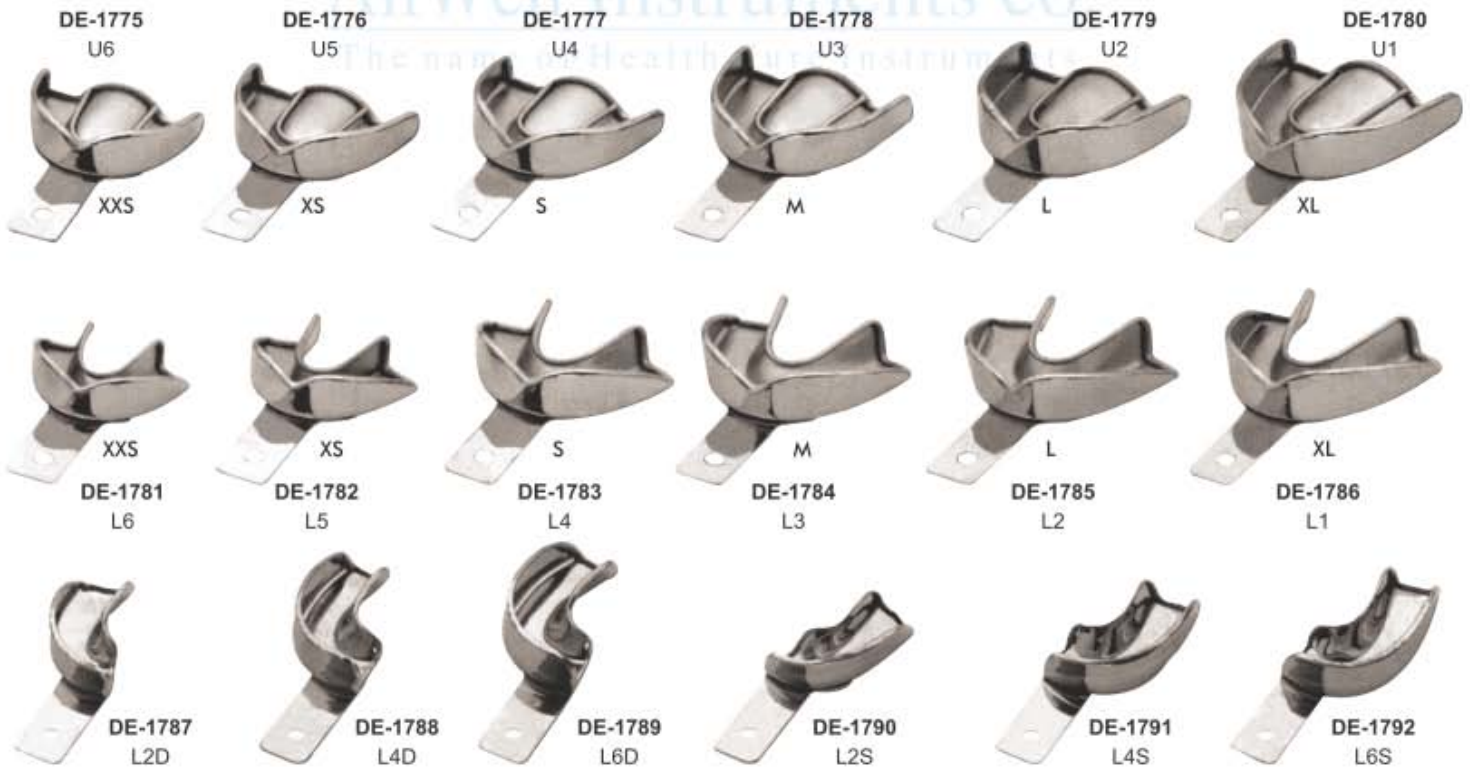 DE-1775 DE-1776 DE-1777 DE-1778 DE-1779 DE-1780
U6 U5 U4 U3 U2 U1
XXS XS S M L XL
XXS XS S M L XL
DE-1781 DE-1782 DE-1783 DE-1784 DE-1785 DE-1786
L6 L5 L4 L3 L2 L1
DE-1787 DE-1788 DE-1789 DE-1790 DE-1791 DE-1792
L2D L4D L6D L2S L4S L6S